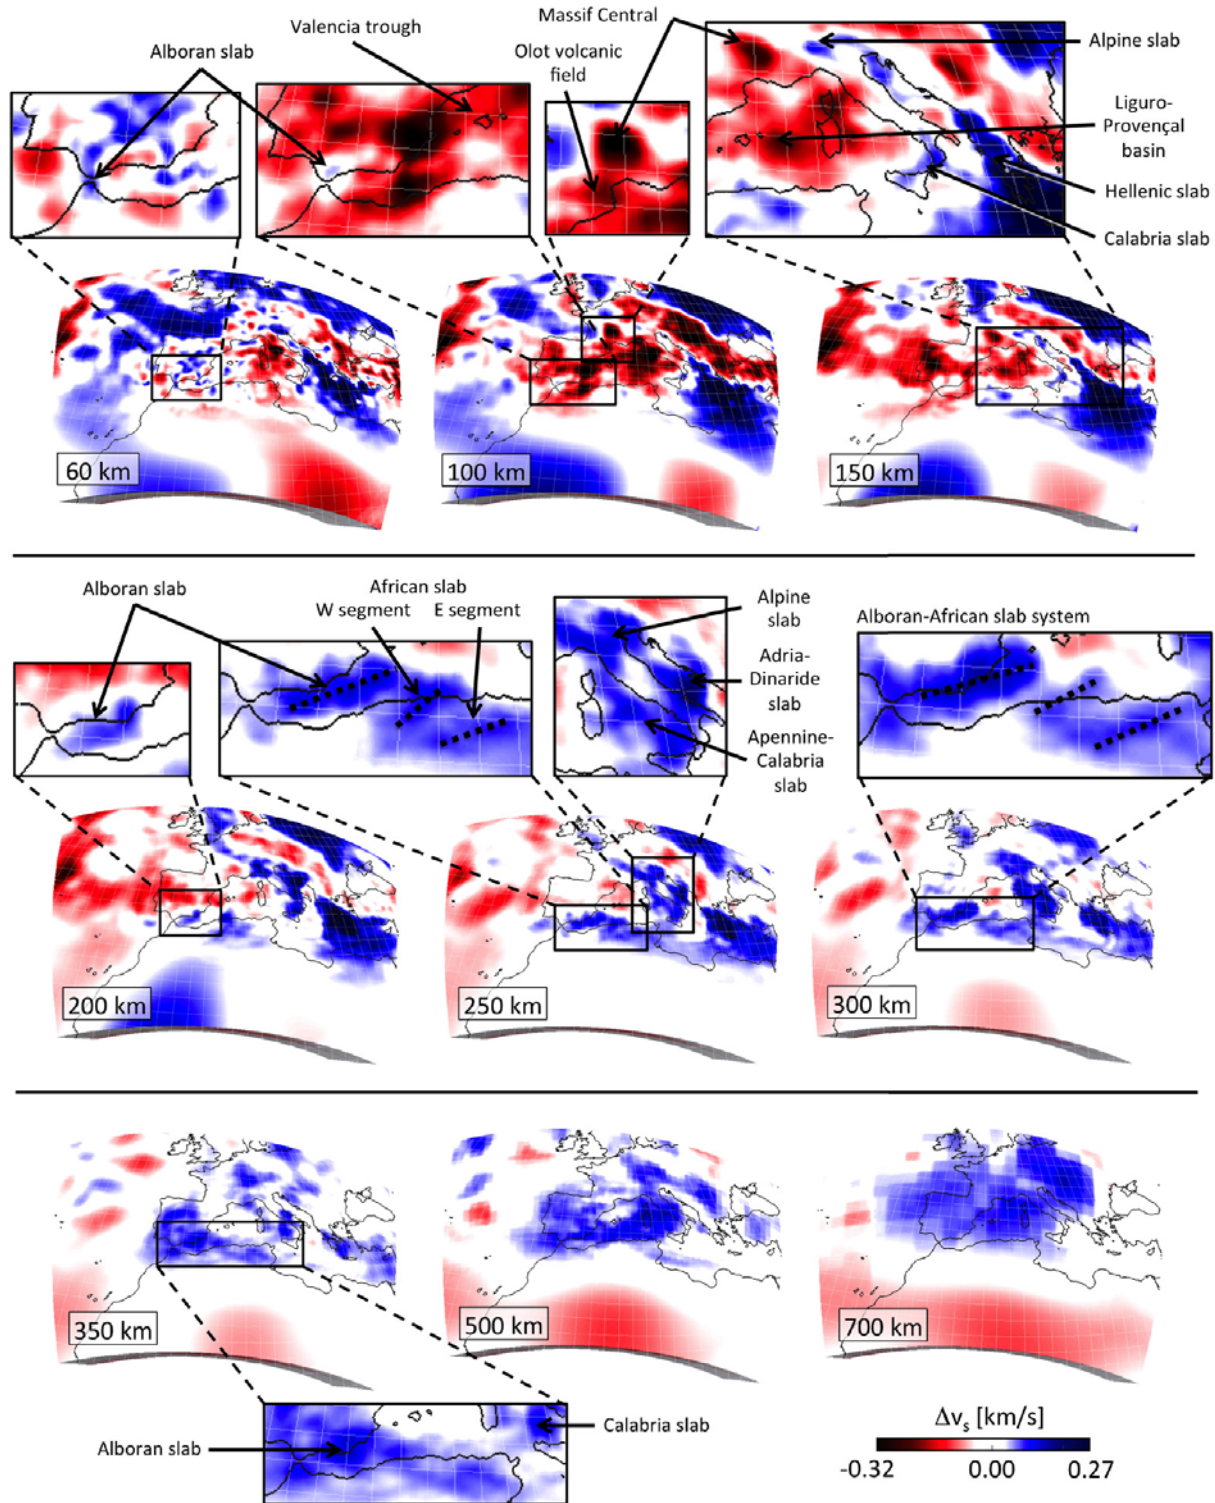 Massif Central
Valencia trough
Alboran slab
Olot volcanic
field
Alpine slab
Liguro-
Provençal
basin
Hellenic slab
Calabria slab
60 km
100 km
150 km
Alboran slab
African slab
W segment E segment
Alpine
slab
Adria-
Dinaride
slab
Apennine-
Calabria
slab
Alboran-African slab system
200 km
250 km
300 km
350 km
500 km
700 km
Alboran slab
Calabria slab
Δvs [km/s]
-0.32 0.00 0.27